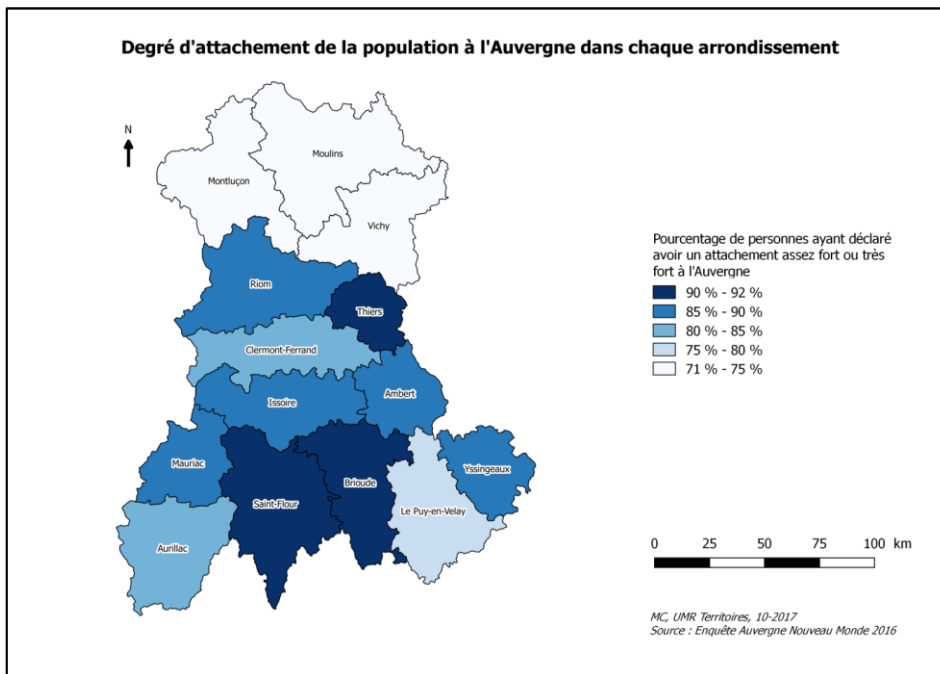 Degré d'attachement de la population à l'Auvergne dans chaque arrondissement
N
Moulins
Montluçon
Vichy
Riom
Thiers
Clermont-Ferrand
Ambert
Issoire
Mauriac
Yssingeaux
Brioude
Saint-Flour
Le Puy-en-Velay
Aurillac
Pourcentage de personnes ayant déclaré
avoir un attachement assez fort ou très
fort à l'Auvergne
90 % - 92 %
85 % - 90 %
80 % - 85 %
75 % - 80 %
71 % - 75 %
0 25 50 75 100 km
MC, UMR Territoires, 10-2017
Source : Enquête Auvergne Nouveau Monde 2016